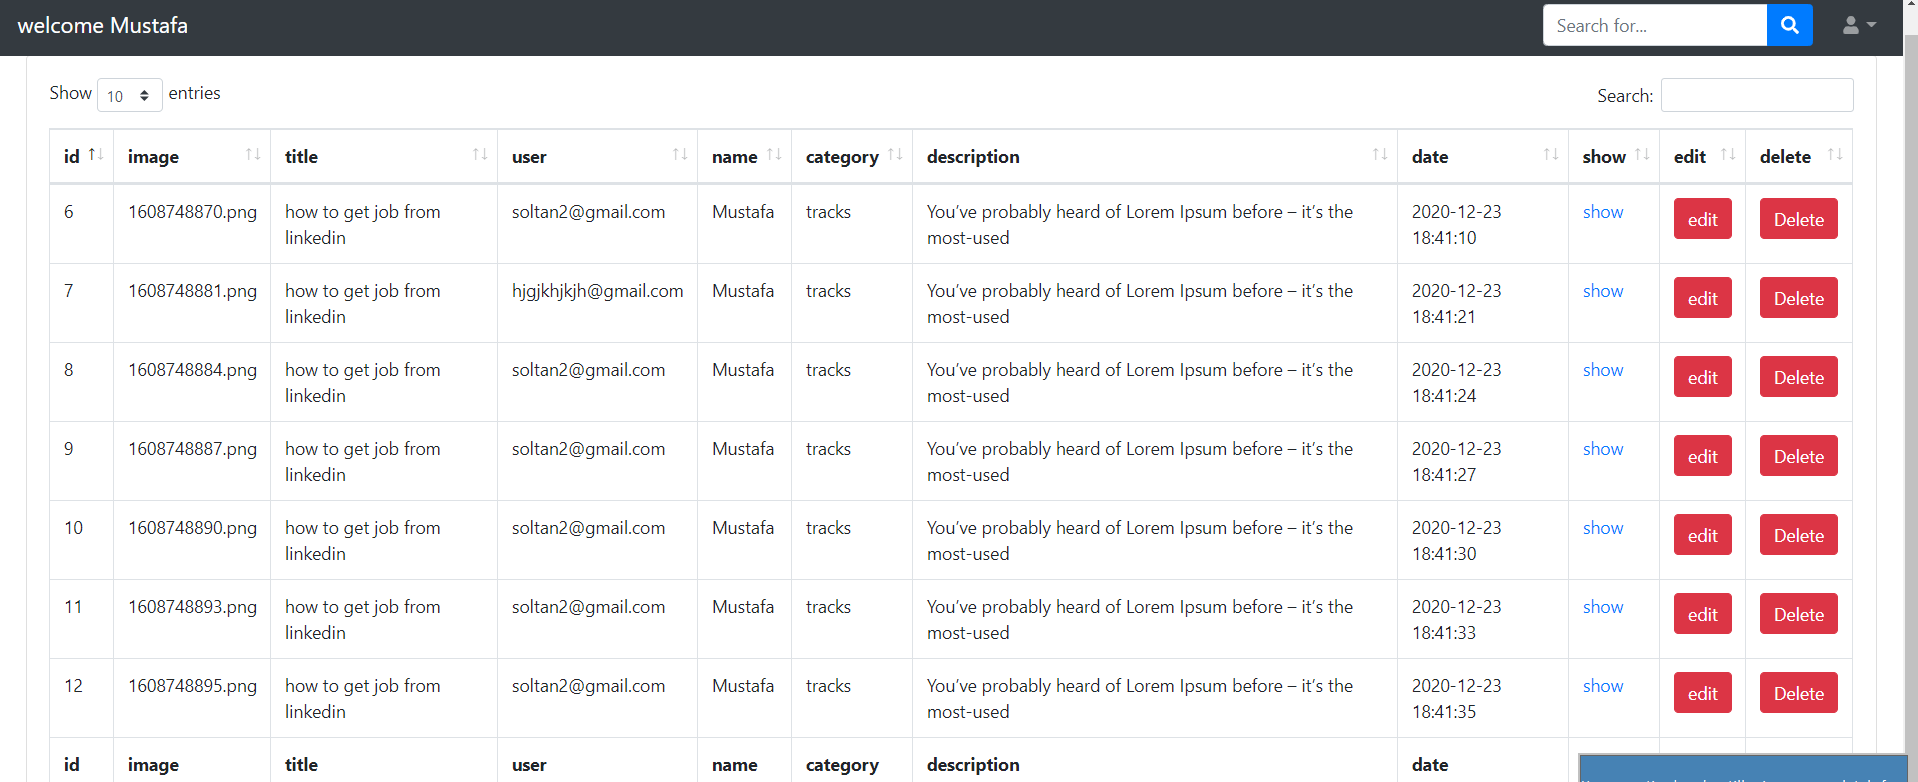 welcome Mustafa
Search for...
Show 10 entries
Search:
id image title user name category description date show edit delete
6 1608748870.png how to get job from soltan2@gmail.com Mustafa tracks You've probably heard of Lorem Ipsum before – it's the 2020-12-23 show edit Delete
linkedin most-used 18:41:10
7 1608748881.png how to get job from hjgjkhjkjh@gmail.com Mustafa tracks You've probably heard of Lorem Ipsum before – it's the 2020-12-23 show edit Delete
linkedin most-used 18:41:21
8 1608748884.png how to get job from soltan2@gmail.com Mustafa tracks You've probably heard of Lorem Ipsum before – it's the 2020-12-23 show edit Delete
linkedin most-used 18:41:24
9 1608748887.png how to get job from soltan2@gmail.com Mustafa tracks You've probably heard of Lorem Ipsum before – it's the 2020-12-23 show edit Delete
linkedin most-used 18:41:27
10 1608748890.png how to get job from soltan2@gmail.com Mustafa tracks You've probably heard of Lorem Ipsum before – it's the 2020-12-23 show edit Delete
linkedin most-used 18:41:30
11 1608748893.png how to get job from soltan2@gmail.com Mustafa tracks You've probably heard of Lorem Ipsum before – it's the 2020-12-23 show edit Delete
linkedin most-used 18:41:33
12 1608748895.png how to get job from soltan2@gmail.com Mustafa tracks You've probably heard of Lorem Ipsum before – it's the 2020-12-23 show edit Delete
linkedin most-used 18:41:35
id image title user name category description date